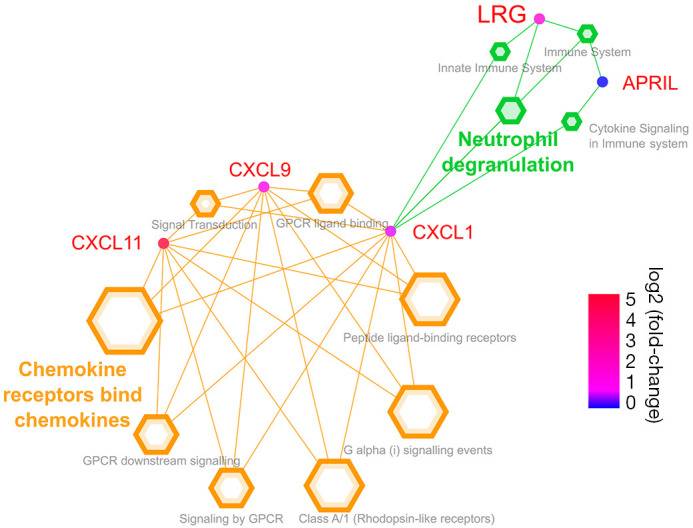 LRG
Immune System
Innate Immune System
APRIL
Cytokine Signaling
in Immune system
Neutrophil
degranulation
CXCL9
Signal Transduction
GPCR ligand binding
CXCL1
CXCL11
Peptide ligand-binding receptors
Chemokine
receptors bind
chemokines
G alpha (i) signalling events
GPCR downstream signalling
Signaling by GPCR
Class A/1 (Rhodopsin-like receptors)
5
4
3
2
1
0
log2 (fold-change)